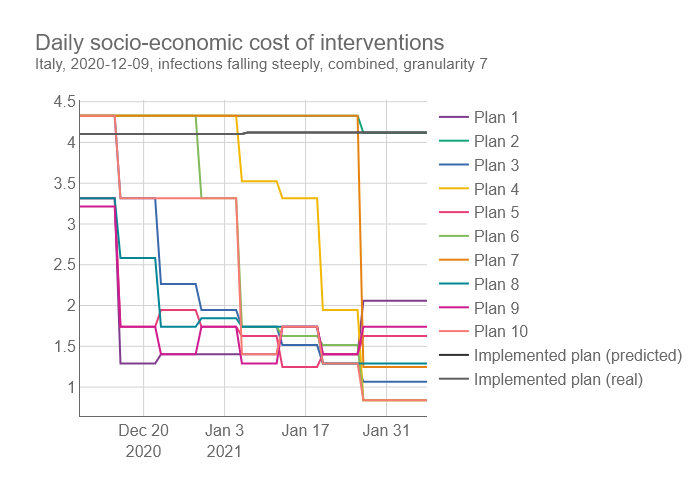 Daily socio-economic cost of interventions
Italy, 2020-12-09, infections falling steeply, combined, granularity 7
4.5
4
3.5
3
2.5
2
1.5
1
Dec 20
2020
Jan 3
2021
Jan 17
Jan 31
Plan 1
Plan 2
Plan 3
Plan 4
Plan 5
Plan 6
Plan 7
Plan 8
Plan 9
Plan 10
Implemented plan (predicted)
Implemented plan (real)